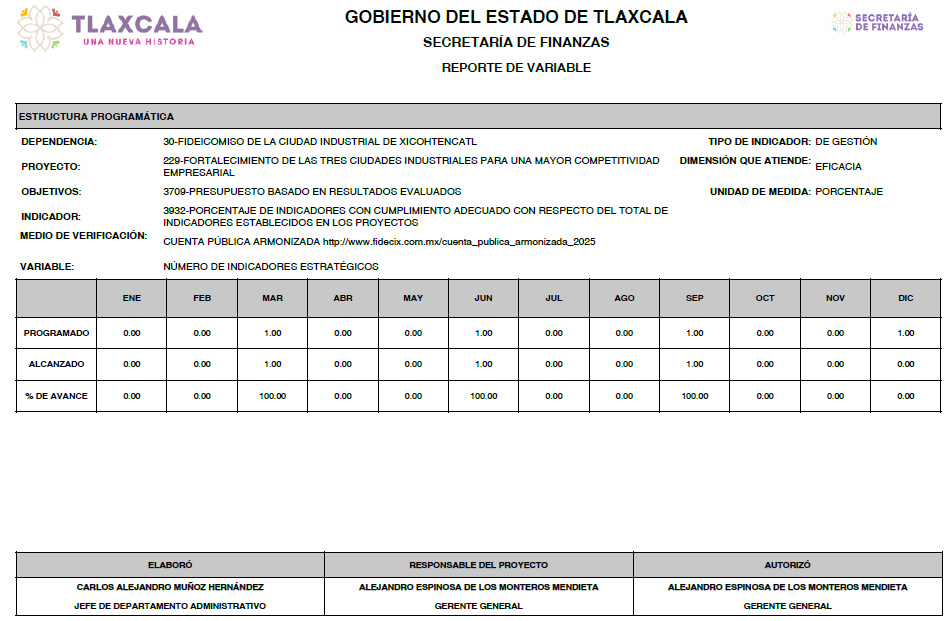 TLAXCALA
UNA NUEVA HISTORIA
GOBIERNO DEL ESTADO DE TLAXCALA
SECRETARÍA DE FINANZAS
REPORTE DE VARIABLE
SECRETARÍA
DE FINANZAS
ESTRUCTURA PROGRAMÁTICA
DEPENDENCIA: 30-FIDEICOMISO DE LA CIUDAD INDUSTRIAL DE XICOHTENCATL TIPO DE INDICADOR: DE GESTIÓN
PROYECTO: 229-FORTALECIMIENTO DE LAS TRES CIUDADES INDUSTRIALES PARA UNA MAYOR COMPETITIVIDAD
EMPRESARIAL
DIMENSIÓN QUE ATIENDE: EFICACIA
OBJETIVOS: 3709-PRESUPUESTO BASADO EN RESULTADOS EVALUADOS UNIDAD DE MEDIDA: PORCENTAJE
INDICADOR: 3932-PORCENTAJE DE INDICADORES CON CUMPLIMIENTO ADECUADO CON RESPECTO DEL TOTAL DE
INDICADORES ESTABLECIDOS EN LOS PROYECTOS
MEDIO DE VERIFICACIÓN: CUENTA PÚBLICA ARMONIZADA http://www.fidecix.com.mx/cuenta_publica_armonizada_2025
VARIABLE: NÚMERO DE INDICADORES ESTRATÉGICOS
ENE FEB MAR ABR MAY JUN JUL AGO SEP OCT NOV DIC
PROGRAMADO 0.00 0.00 1.00 0.00 0.00 1.00 0.00 0.00 1.00 0.00 0.00 1.00
ALCANZADO 0.00 0.00 1.00 0.00 0.00 1.00 0.00 0.00 1.00 0.00 0.00 0.00
% DE AVANCE 0.00 0.00 100.00 0.00 0.00 100.00 0.00 0.00 100.00 0.00 0.00 0.00
ELABORÓ RESPONSABLE DEL PROYECTO AUTORIZÓ
CARLOS ALEJANDRO MUÑOZ HERNÁNDEZ ALEJANDRO ESPINOSA DE LOS MONTEROS MENDIETA ALEJANDRO ESPINOSA DE LOS MONTEROS MENDIETA
JEFE DE DEPARTAMENTO ADMINISTRATIVO GERENTE GENERAL GERENTE GENERAL